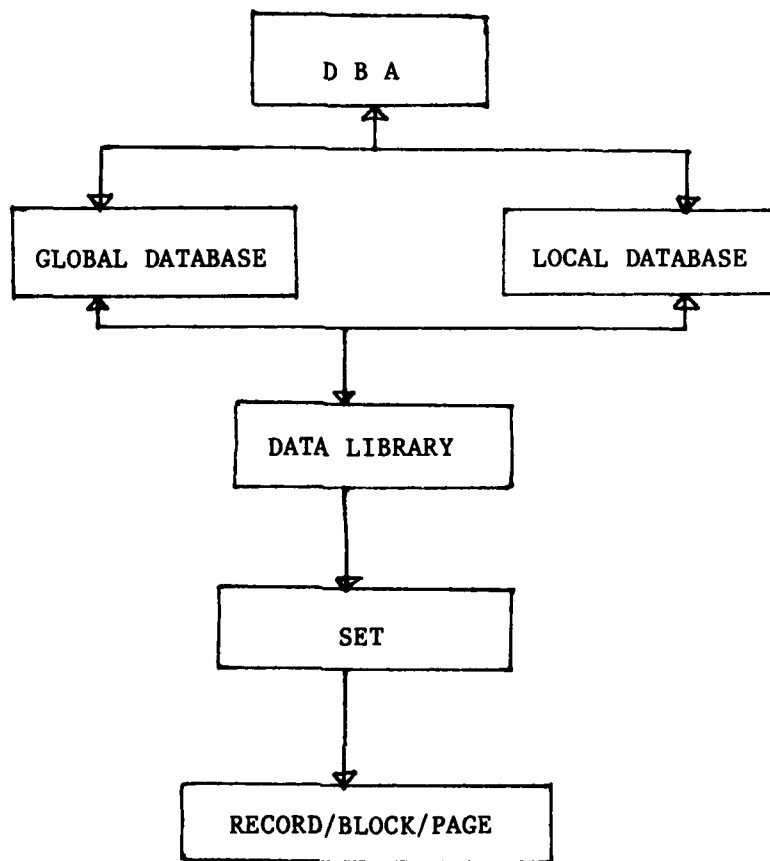 D B A
GLOBAL DATABASE
LOCAL DATABASE
DATA LIBRARY
SET
RECORD/BLOCK/PAGE